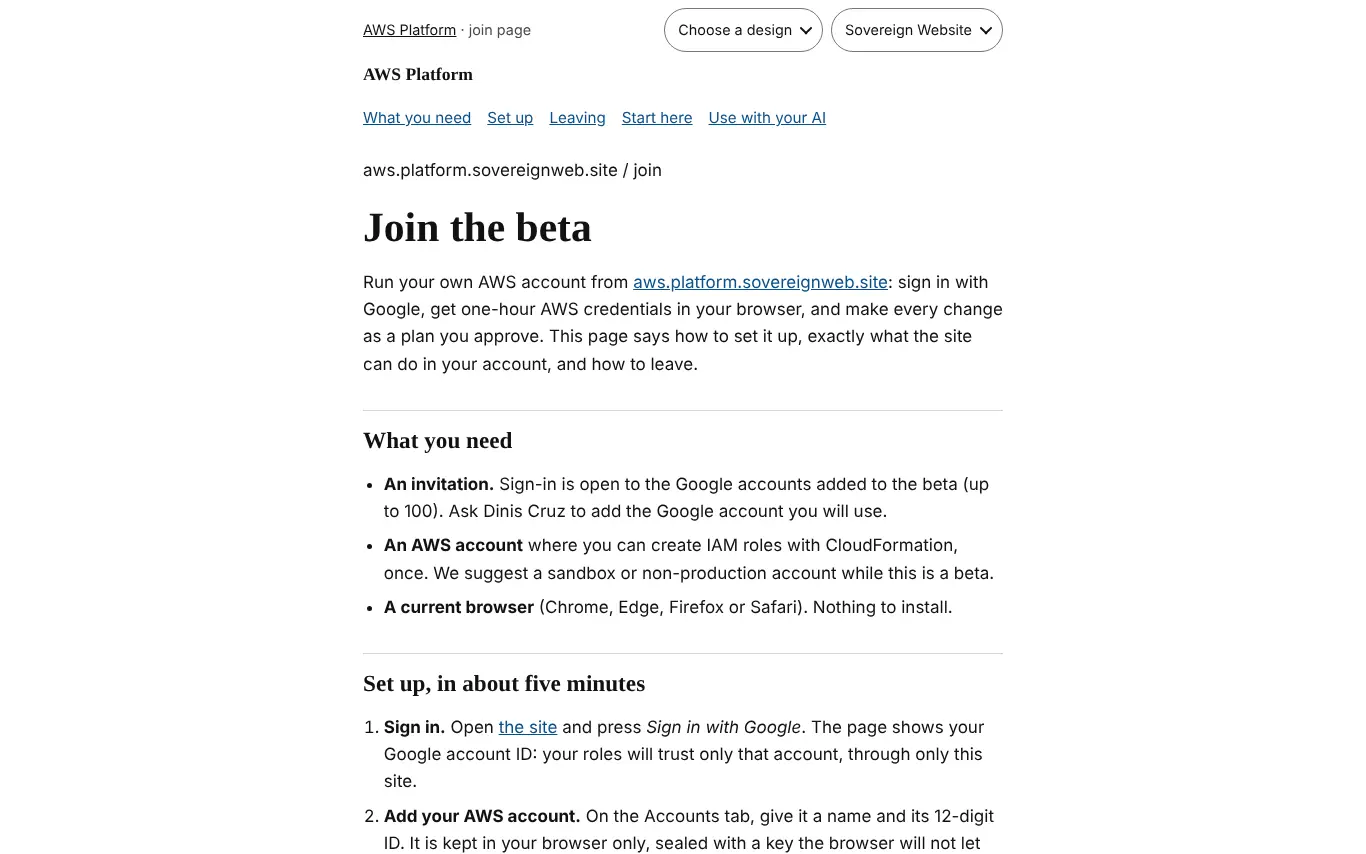 AWS Platform · join page
Choose a design
Sovereign Website
AWS Platform
What you need Set up Leaving Start here Use with your AI
aws.platform.sovereignweb.site / join
Join the beta
Run your own AWS account from aws.platform.sovereignweb.site: sign in with
Google, get one-hour AWS credentials in your browser, and make every change
as a plan you approve. This page says how to set it up, exactly what the site
can do in your account, and how to leave.
What you need
• An invitation. Sign-in is open to the Google accounts added to the beta (up
to 100). Ask Dinis Cruz to add the Google account you will use.
• An AWS account where you can create IAM roles with CloudFormation,
once. We suggest a sandbox or non-production account while this is a beta.
• A current browser (Chrome, Edge, Firefox or Safari). Nothing to install.
Set up, in about five minutes
1. Sign in. Open the site and press Sign in with Google. The page shows your
Google account ID: your roles will trust only that account, through only this
site.
2. Add your AWS account. On the Accounts tab, give it a name and its 12-digit
ID. It is kept in your browser only, sealed with a key the browser will not let